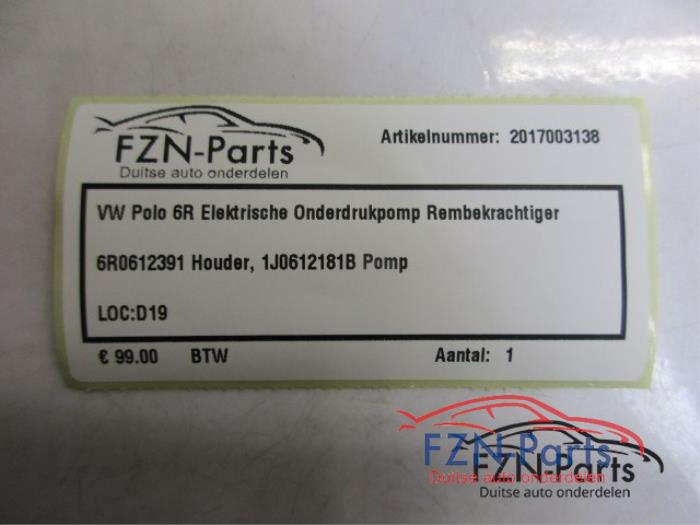 FZN-Parts
Duitse auto onderdelen
Artikelnummer: 2017003138
VW Polo 6R Elektrische Onderdrukpomp Rembekrachtiger
6R0612391 Houder, 1J0612181B Pomp
LOC:D19
€ 99.00 BTW Aantal: 1
FZN-Parts
Duitse auto onderdelen
FZN-Parts
Duitse auto onderdelen